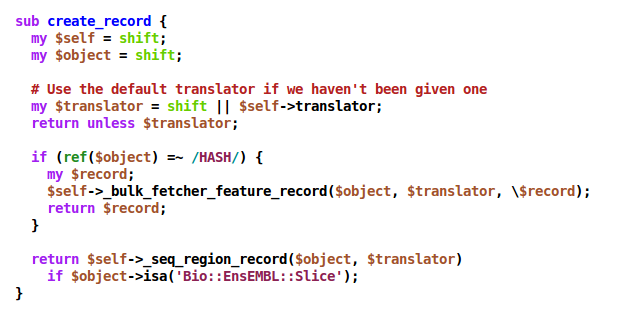 sub create_record {
  my $self = shift;
  my $object = shift;

  # Use the default translator if we haven't been given one
  my $translator = shift || $self->translator;
  return unless $translator;

  if (ref($object) =~ /HASH/) {
    my $record;
    $self->_bulk_fetcher_feature_record($object, $translator, \$record);
    return $record;
  }

  return $self->_seq_region_record($object, $translator)
    if $object->isa('Bio::EnsEMBL::Slice');
}